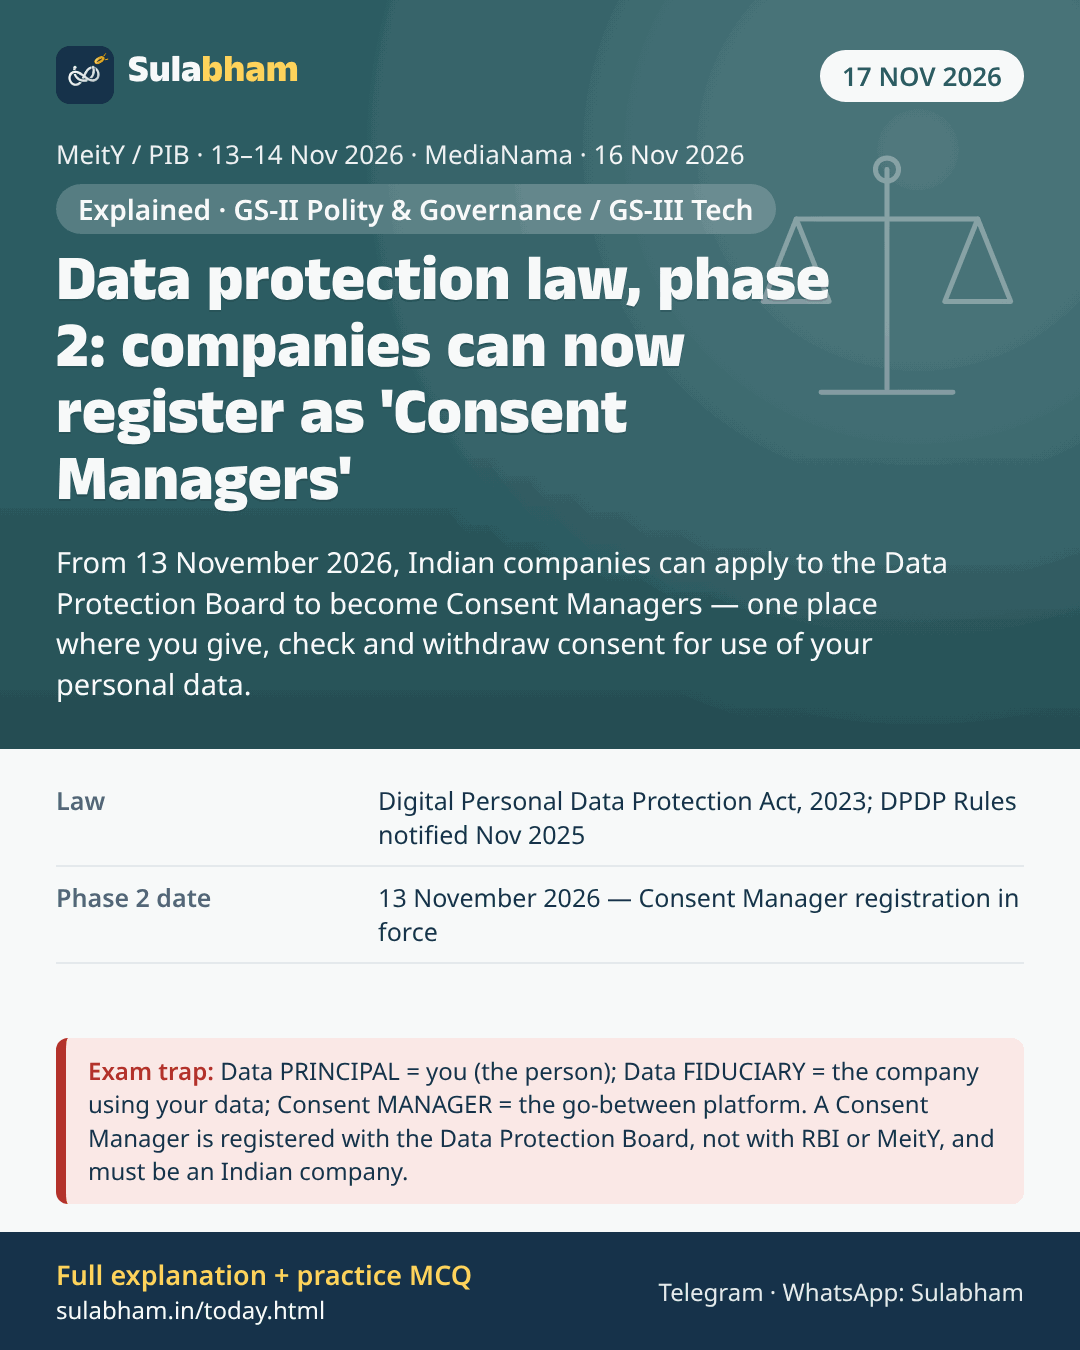 Sulabham
17 NOV 2026
MeitY / PIB · 13–14 Nov 2026 · MediaNama · 16 Nov 2026
Explained · GS-II Polity & Governance / GS-III Tech
Data protection law, phase
2: companies can now
register as 'Consent
Managers'
From 13 November 2026, Indian companies can apply to the Data
Protection Board to become Consent Managers — one place
where you give, check and withdraw consent for use of your
personal data.
Law
Digital Personal Data Protection Act, 2023; DPDP Rules
notified Nov 2025
Phase 2 date
13 November 2026 — Consent Manager registration in
force
Exam trap: Data PRINCIPAL = you (the person); Data FIDUCIARY = the company
using your data; Consent MANAGER = the go-between platform. A Consent
Manager is registered with the Data Protection Board, not with RBI or MeitY, and
must be an Indian company.
Full explanation + practice MCQ
sulabham.in/today.html
Telegram · WhatsApp: Sulabham